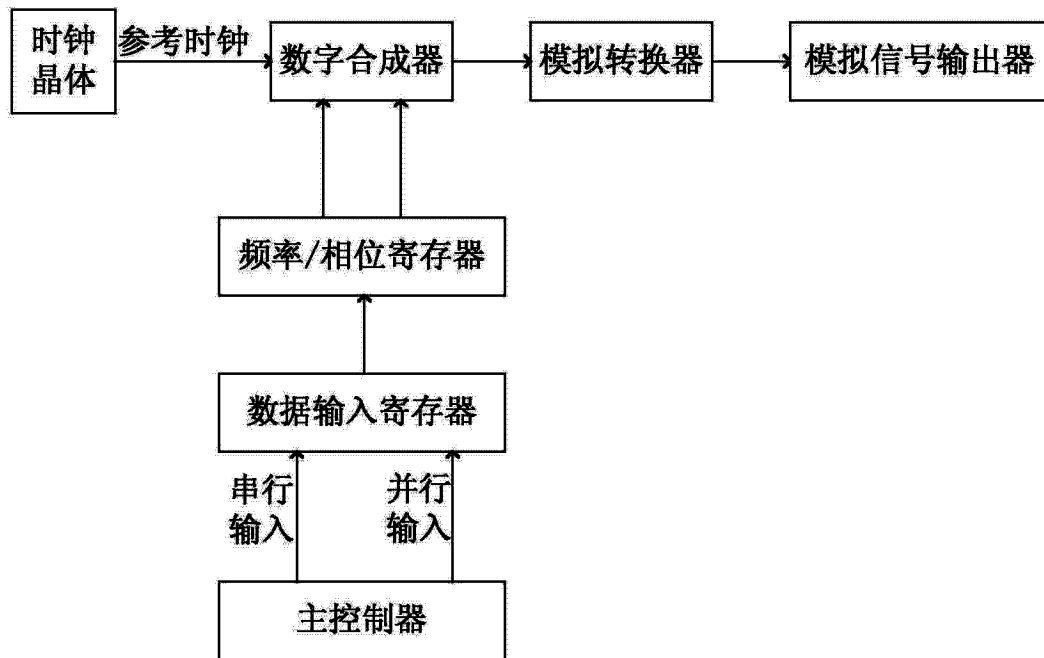 时钟
晶体
参考时钟
数字合成器
模拟转换器
模拟信号输出器
频率/相位寄存器
数据输入寄存器
串行
输入
并行
输入
主控制器